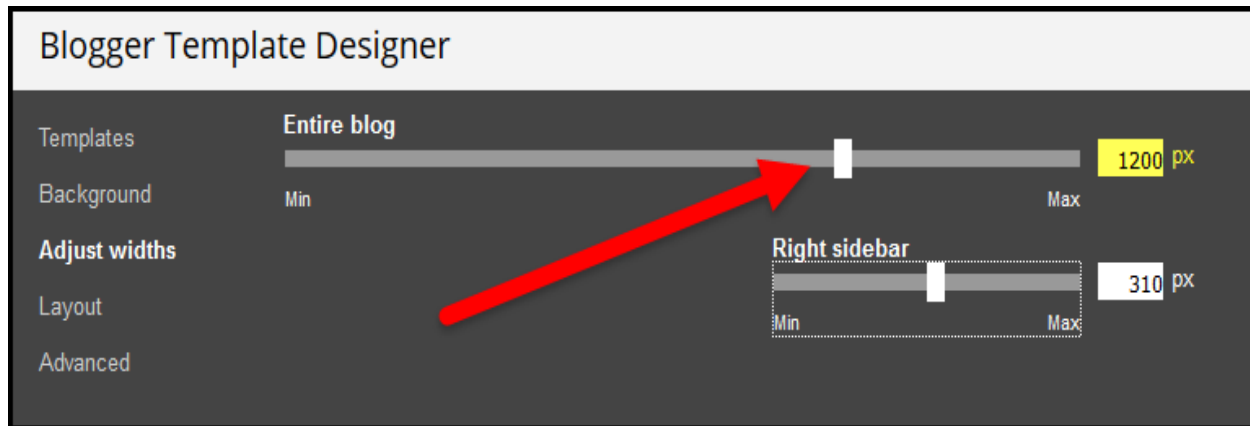 Blogger Template Designer
Templates
Background
Adjust widths
Layout
Advanced
Entire blog
1200 px
Min Max
Right sidebar
310 px
Min Max